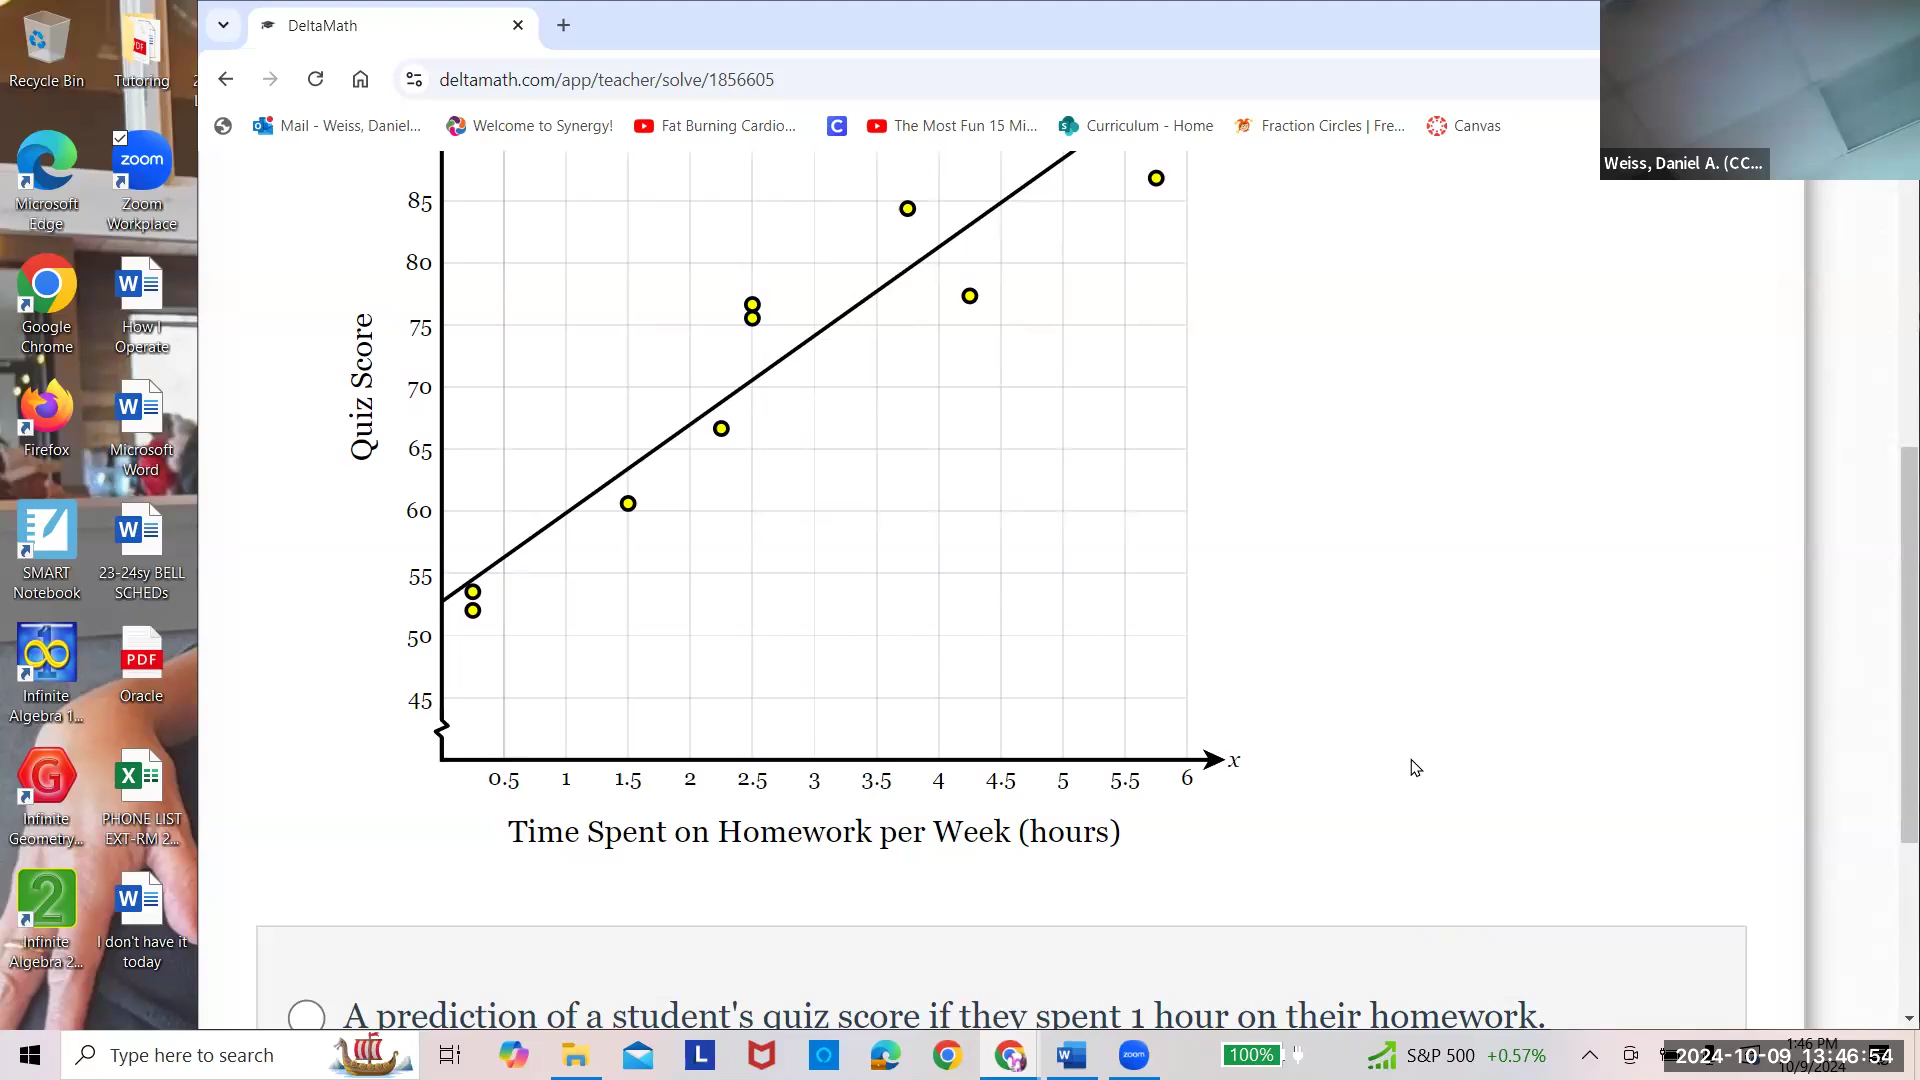 DeltaMath
deltamath.com/app/teacher/solve/1856605
Mail - Weiss, Daniel...
Welcome to Synergy!
Fat Burning Cardio...
The Most Fun 15 Mi...
Curriculum - Home
Fraction Circles | Fre...
Canvas
Weiss, Daniel A. (CC...
Recycle Bin
Tutoring
Microsoft Edge
zoom
Zoom Workplace
Google Chrome
How I Operate
Firefox
Microsoft Word
SMART Notebook
23-24sy BELL SCHEDs
Infinite Algebra 1...
PDF
Oracle
Infinite Geometry...
PHONE LIST EXT-RM 2...
Infinite Algebra 2...
I don't have it today
85
80
75
70
65
60
55
50
45
Quiz Score
0.5 1 1.5 2 2.5 3 3.5 4 4.5 5 5.5 6
x
Time Spent on Homework per Week (hours)
A prediction of a student's quiz score if they spent 1 hour on their homework.
Type here to search
100%
S&P 500 +0.57%
1:46 PM
10/9/2024
2024-10-09 13:46:54